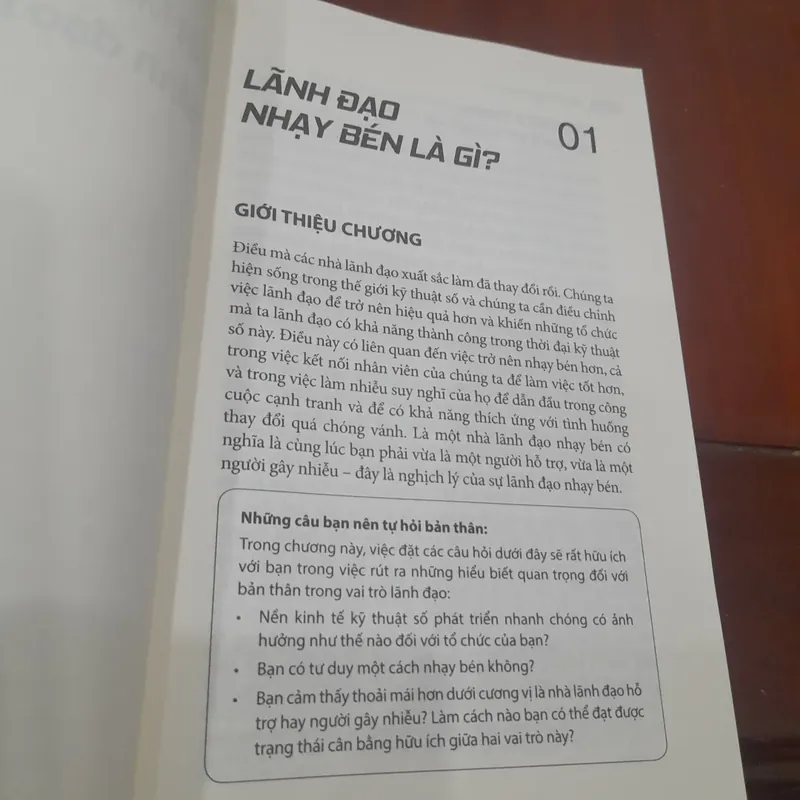 LÃNH ĐẠO
NHẠY BÉN LÀ GÌ?
01
GIỚI THIỆU CHƯƠNG
Điều mà các nhà lãnh đạo xuất sắc làm đã thay đổi rồi. Chúng ta
hiện sống trong thế giới kỹ thuật số và chúng ta cần điều chỉnh
việc lãnh đạo để trở nên hiệu quả hơn và khiến những tổ chức
mà ta lãnh đạo có khả năng thành công trong thời đại kỹ thuật
số này. Điều này có liên quan đến việc trở nên nhạy bén hơn, cả
trong việc kết nối nhân viên của chúng ta để làm việc tốt hơn,
và trong việc làm nhiễu suy nghĩ của họ để dẫn đầu trong công
cuộc cạnh tranh và để có khả năng thích ứng với tình huống
thay đổi quá chóng vánh. Là một nhà lãnh đạo nhạy bén có
nghĩa là cùng lúc bạn phải vừa là một người hỗ trợ, vừa là một
người gây nhiễu – đây là nghịch lý của sự lãnh đạo nhạy bén.
Những câu bạn nên tự hỏi bản thân:
Trong chương này, việc đặt các câu hỏi dưới đây sẽ rất hữu ích
với bạn trong việc rút ra những hiểu biết quan trọng đối với
bản thân trong vai trò lãnh đạo:
• Nền kinh tế kỹ thuật số phát triển nhanh chóng có ảnh
hưởng như thế nào đối với tổ chức của bạn?
• Bạn có tư duy một cách nhạy bén không?
• Bạn cảm thấy thoải mái hơn dưới cương vị là nhà lãnh đạo hỗ
trợ hay người gây nhiễu? Làm cách nào bạn có thể đạt được
trạng thái cân bằng hữu ích giữa hai vai trò này?